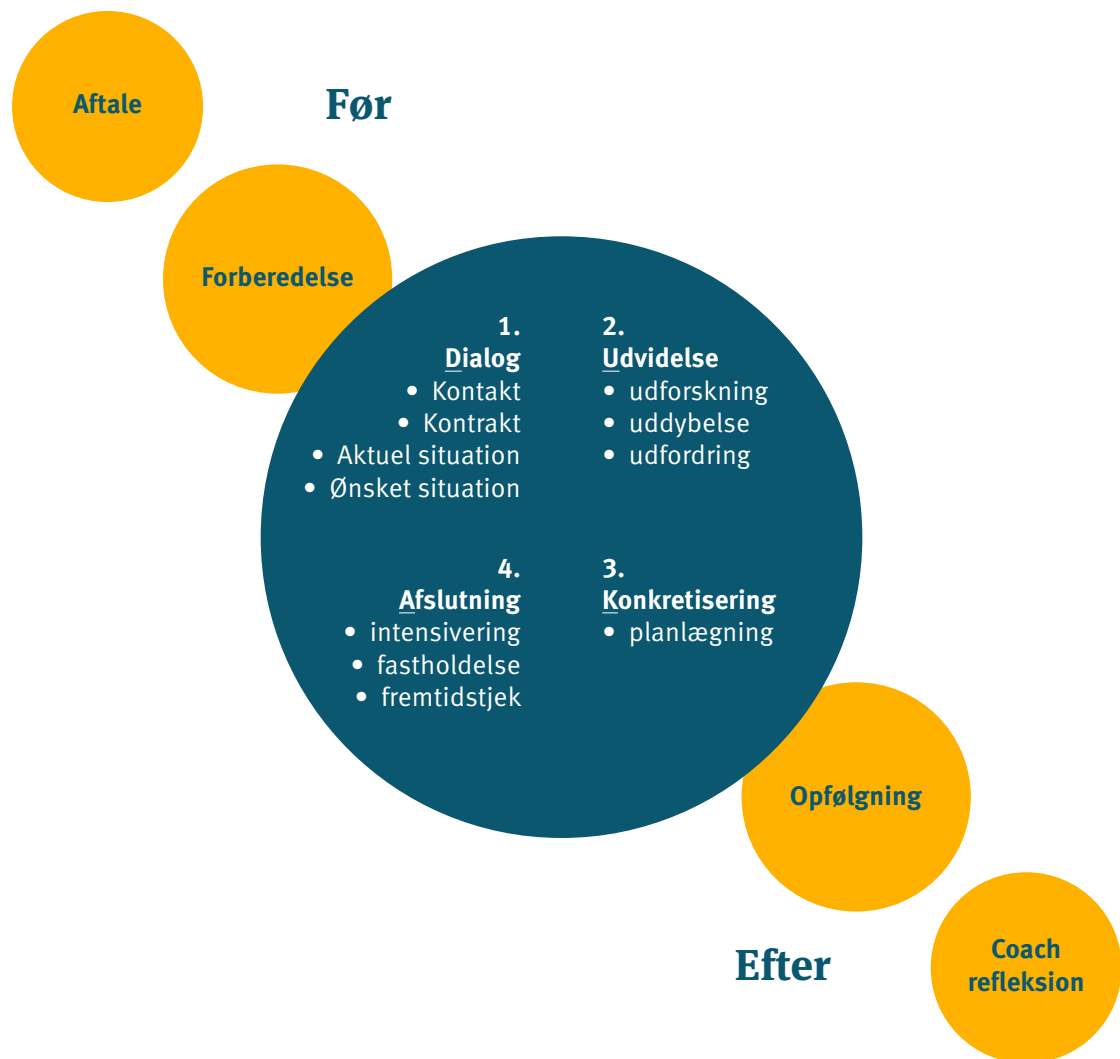 Aftale
Før
Forberedelse
1.
Dialog
• Kontakt
• Kontrakt
• Aktuel situation
• Ønsket situation
2.
Udvidelse
• udforskning
• uddybelse
• udfordring
3.
Konkretisering
• planlægning
4.
Afslutning
• intensivering
• fastholdelse
• fremtidstjek
Opfølgning
Efter
Coach
refleksion